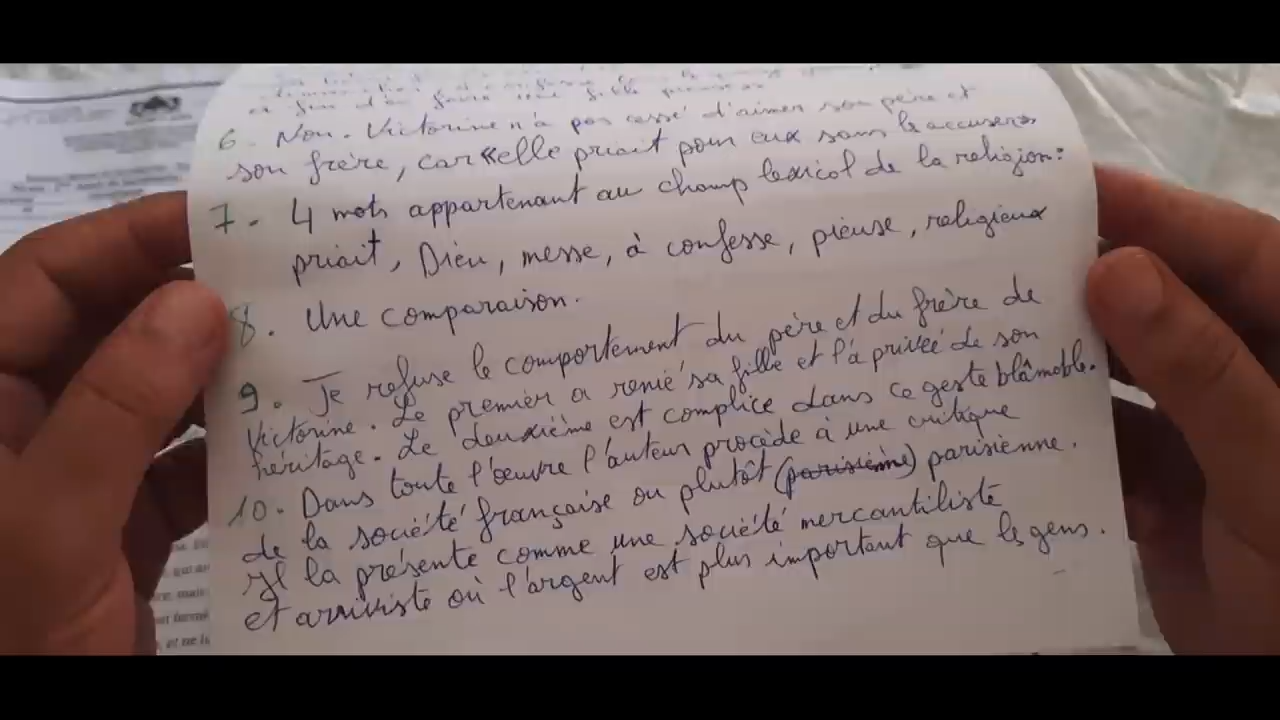 et
6. Non. Victorine n'a pas cessé d'aimer son père et
son frère, car elle priait pour eux sans les accuser.
7. 4 mots appartenant au champ lexical de la religion:
priait, Dieu, messe, à confesse, pieuse, religieux
8. Une comparaison.
9. Je refuse le comportement du père et du frère de
Victorine. Le premier a renié sa fille et l'a privée de son
héritage. Le deuxième est complice dans ce geste blâmable.
10. Dans toute l'œuvre l'auteur procède à une critique
de la société française ou plutôt (parisienne) parisienne.
Il la présente comme une société mercantiliste
et arriviste où l'argent est plus important que les gens.
et ne